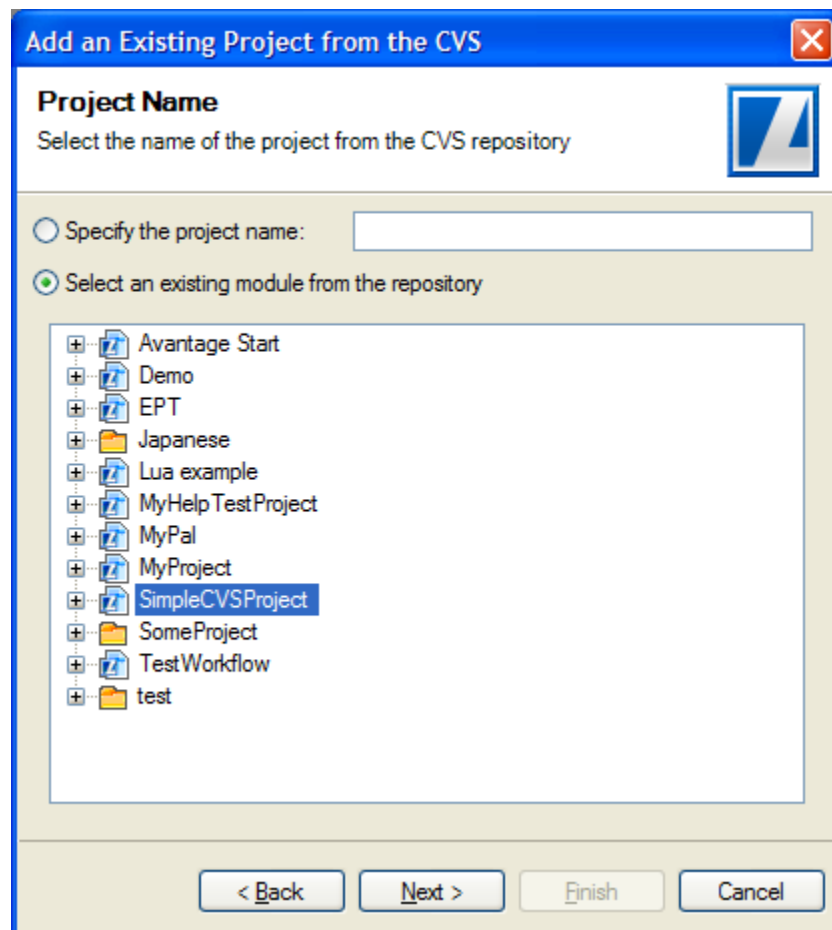 Add an Existing Project from the CVS
Project Name
Select the name of the project from the CVS repository
Specify the project name:
Select an existing module from the repository
Avantage Start
Demo
EPT
Japanese
Lua example
MyHelpTestProject
MyPal
MyProject
SimpleCVSProject
SomeProject
TestWorkflow
test
< Back Next > Finish Cancel